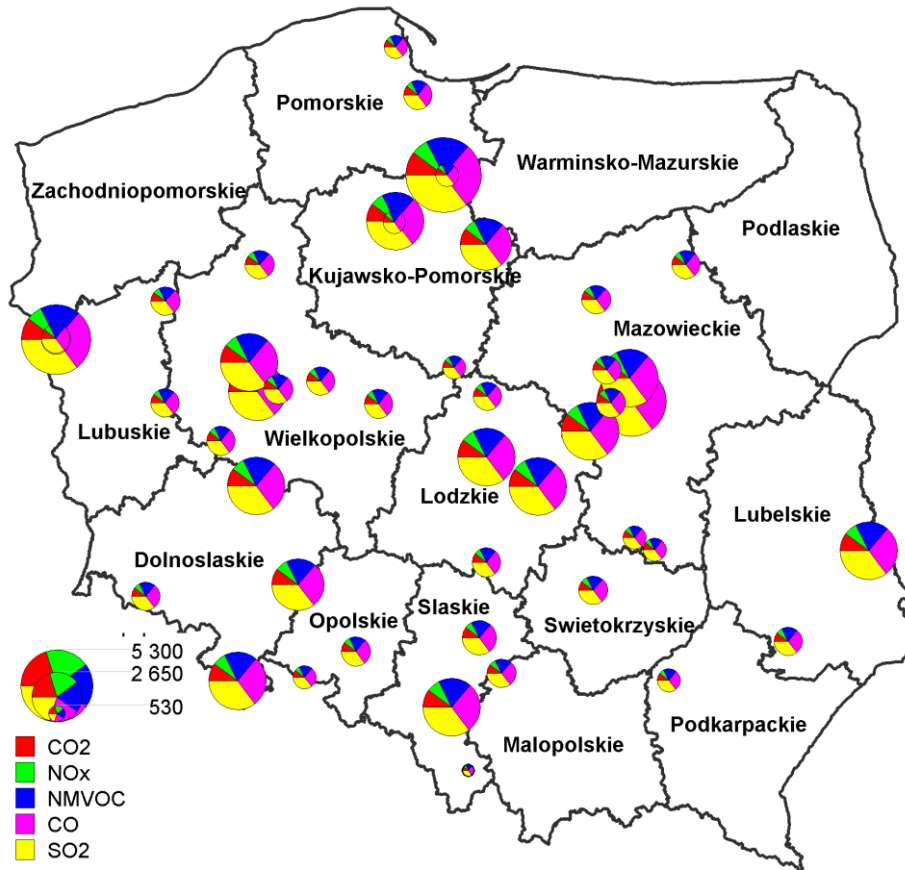 Pomorskie
Warminsko-Mazurskie
Zachodniopomorskie
Podlaskie
Kujawsko-Pomorskie
Mazowieckie
Lubuskie
Wielkopolskie
Lodzkie
Lubelskie
Dolnoslaskie
Opolskie
Slaskie
Swietokrzyskie
Malopolskie
Podkarpackie
5 300
2 650
530
CO2
NOx
NMVOC
CO
SO2